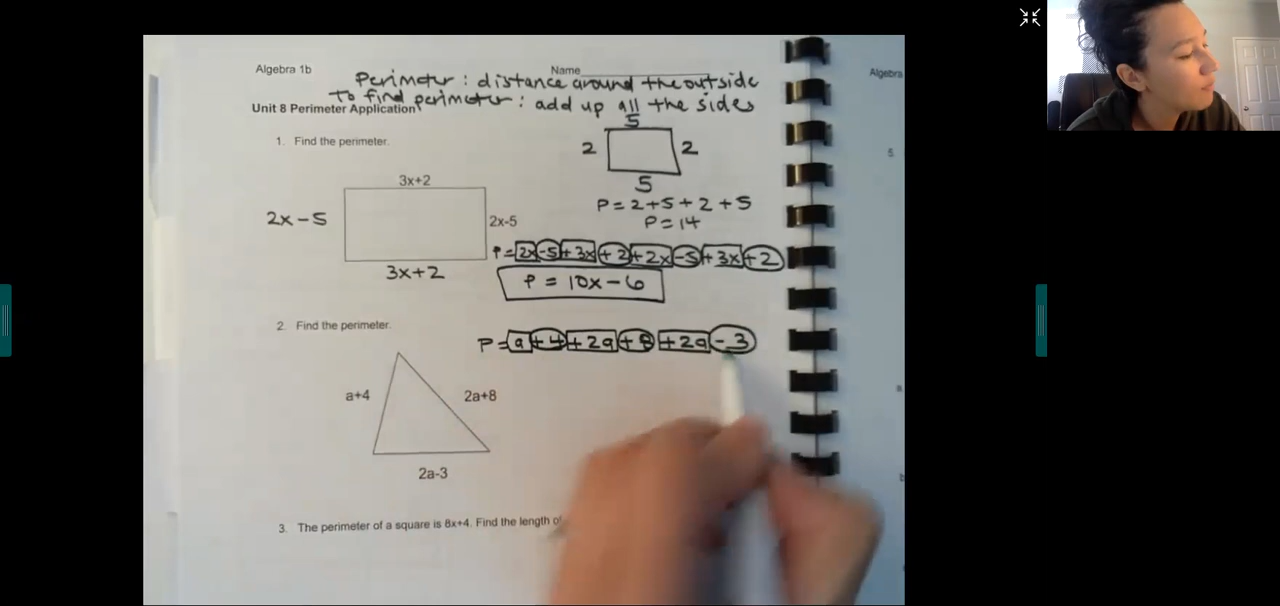 Algebra 1b
Name
Perimeter: distance around the outside
To find perimeter: add up all the sides
Unit 8 Perimeter Application
1. Find the perimeter.
5
2
2
5
P = 2+5+2+5
P = 14
3x+2
2x-5
2x-5
3x+2
P = 2x-5+3x+2+2x-5+3x+2
P = 10x-6
2. Find the perimeter.
P = a+4+2a+8+2a-3
a+4
2a+8
2a-3
3. The perimeter of a square is 8x+4. Find the length of
Algebra
5